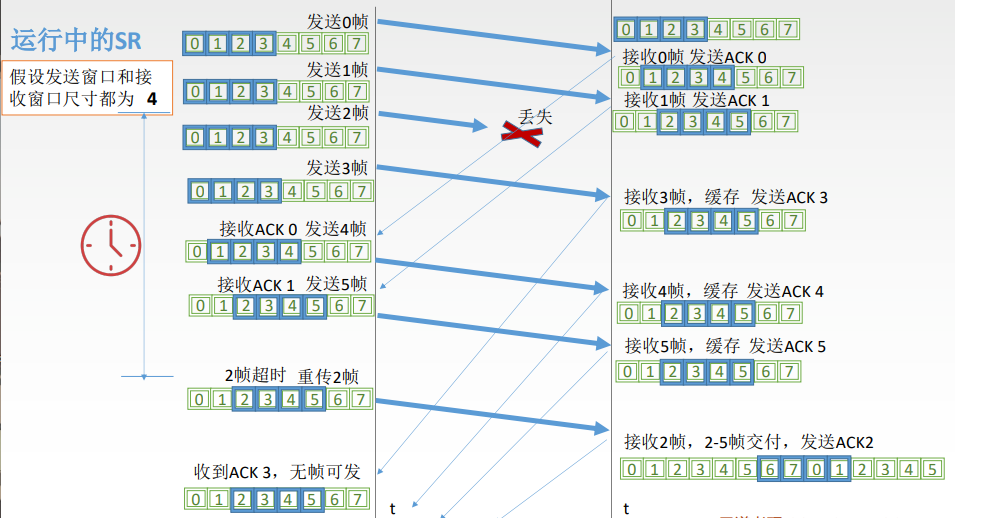 运行中的SR
假设发送窗口和接
收窗口尺寸都为 4
发送0帧
0 1 2 3 4 5 6 7
发送1帧
0 1 2 3 4 5 6 7
发送2帧
0 1 2 3 4 5 6 7
发送3帧
0 1 2 3 4 5 6 7
接收ACK 0 发送4帧
0 1 2 3 4 5 6 7
接收ACK 1 发送5帧
0 1 2 3 4 5 6 7
2帧超时 重传2帧
0 1 2 3 4 5 6 7
收到ACK 3，无帧可发
0 1 2 3 4 5 6 7
t
丢失
0 1 2 3 4 5 6 7
接收0帧 发送ACK 0
0 1 2 3 4 5 6 7
接收1帧 发送ACK 1
0 1 2 3 4 5 6 7
接收3帧，缓存 发送ACK 3
0 1 2 3 4 5 6 7
接收4帧，缓存 发送ACK 4
0 1 2 3 4 5 6 7
接收5帧，缓存 发送ACK 5
0 1 2 3 4 5 6 7
接收2帧，2-5帧交付，发送ACK2
0 1 2 3 4 5 6 7 0 1 2 3 4 5
t